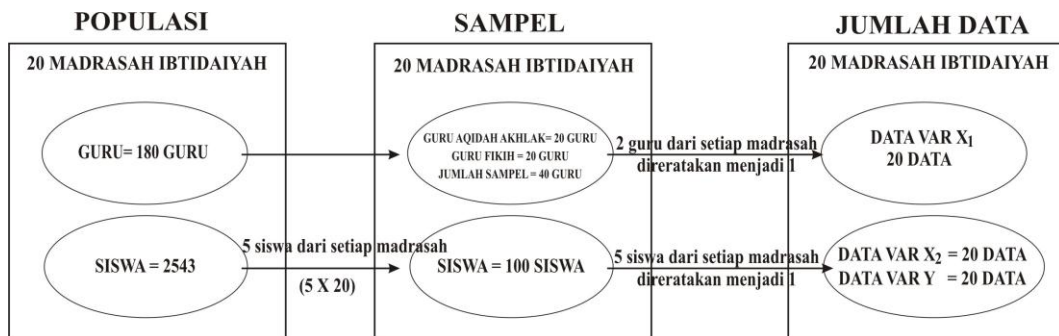 POPULASI
20 MADRASAH IBTIDAIYAH
GURU= 180 GURU
SISWA = 2543
5 siswa dari setiap madrasah
(5 X 20)
SAMPEL
20 MADRASAH IBTIDAIYAH
GURU AQIDAH AKHLAK= 20 GURU
GURU FIKIH = 20 GURU
JUMLAH SAMPEL = 40 GURU
SISWA = 100 SISWA
2 guru dari setiap madrasah
direratakan menjadi 1
5 siswa dari setiap madrasah
direratakan menjadi 1
JUMLAH DATA
20 MADRASAH IBTIDAIYAH
DATA VAR X1
20 DATA
DATA VAR X2 = 20 DATA
DATA VAR Y = 20 DATA